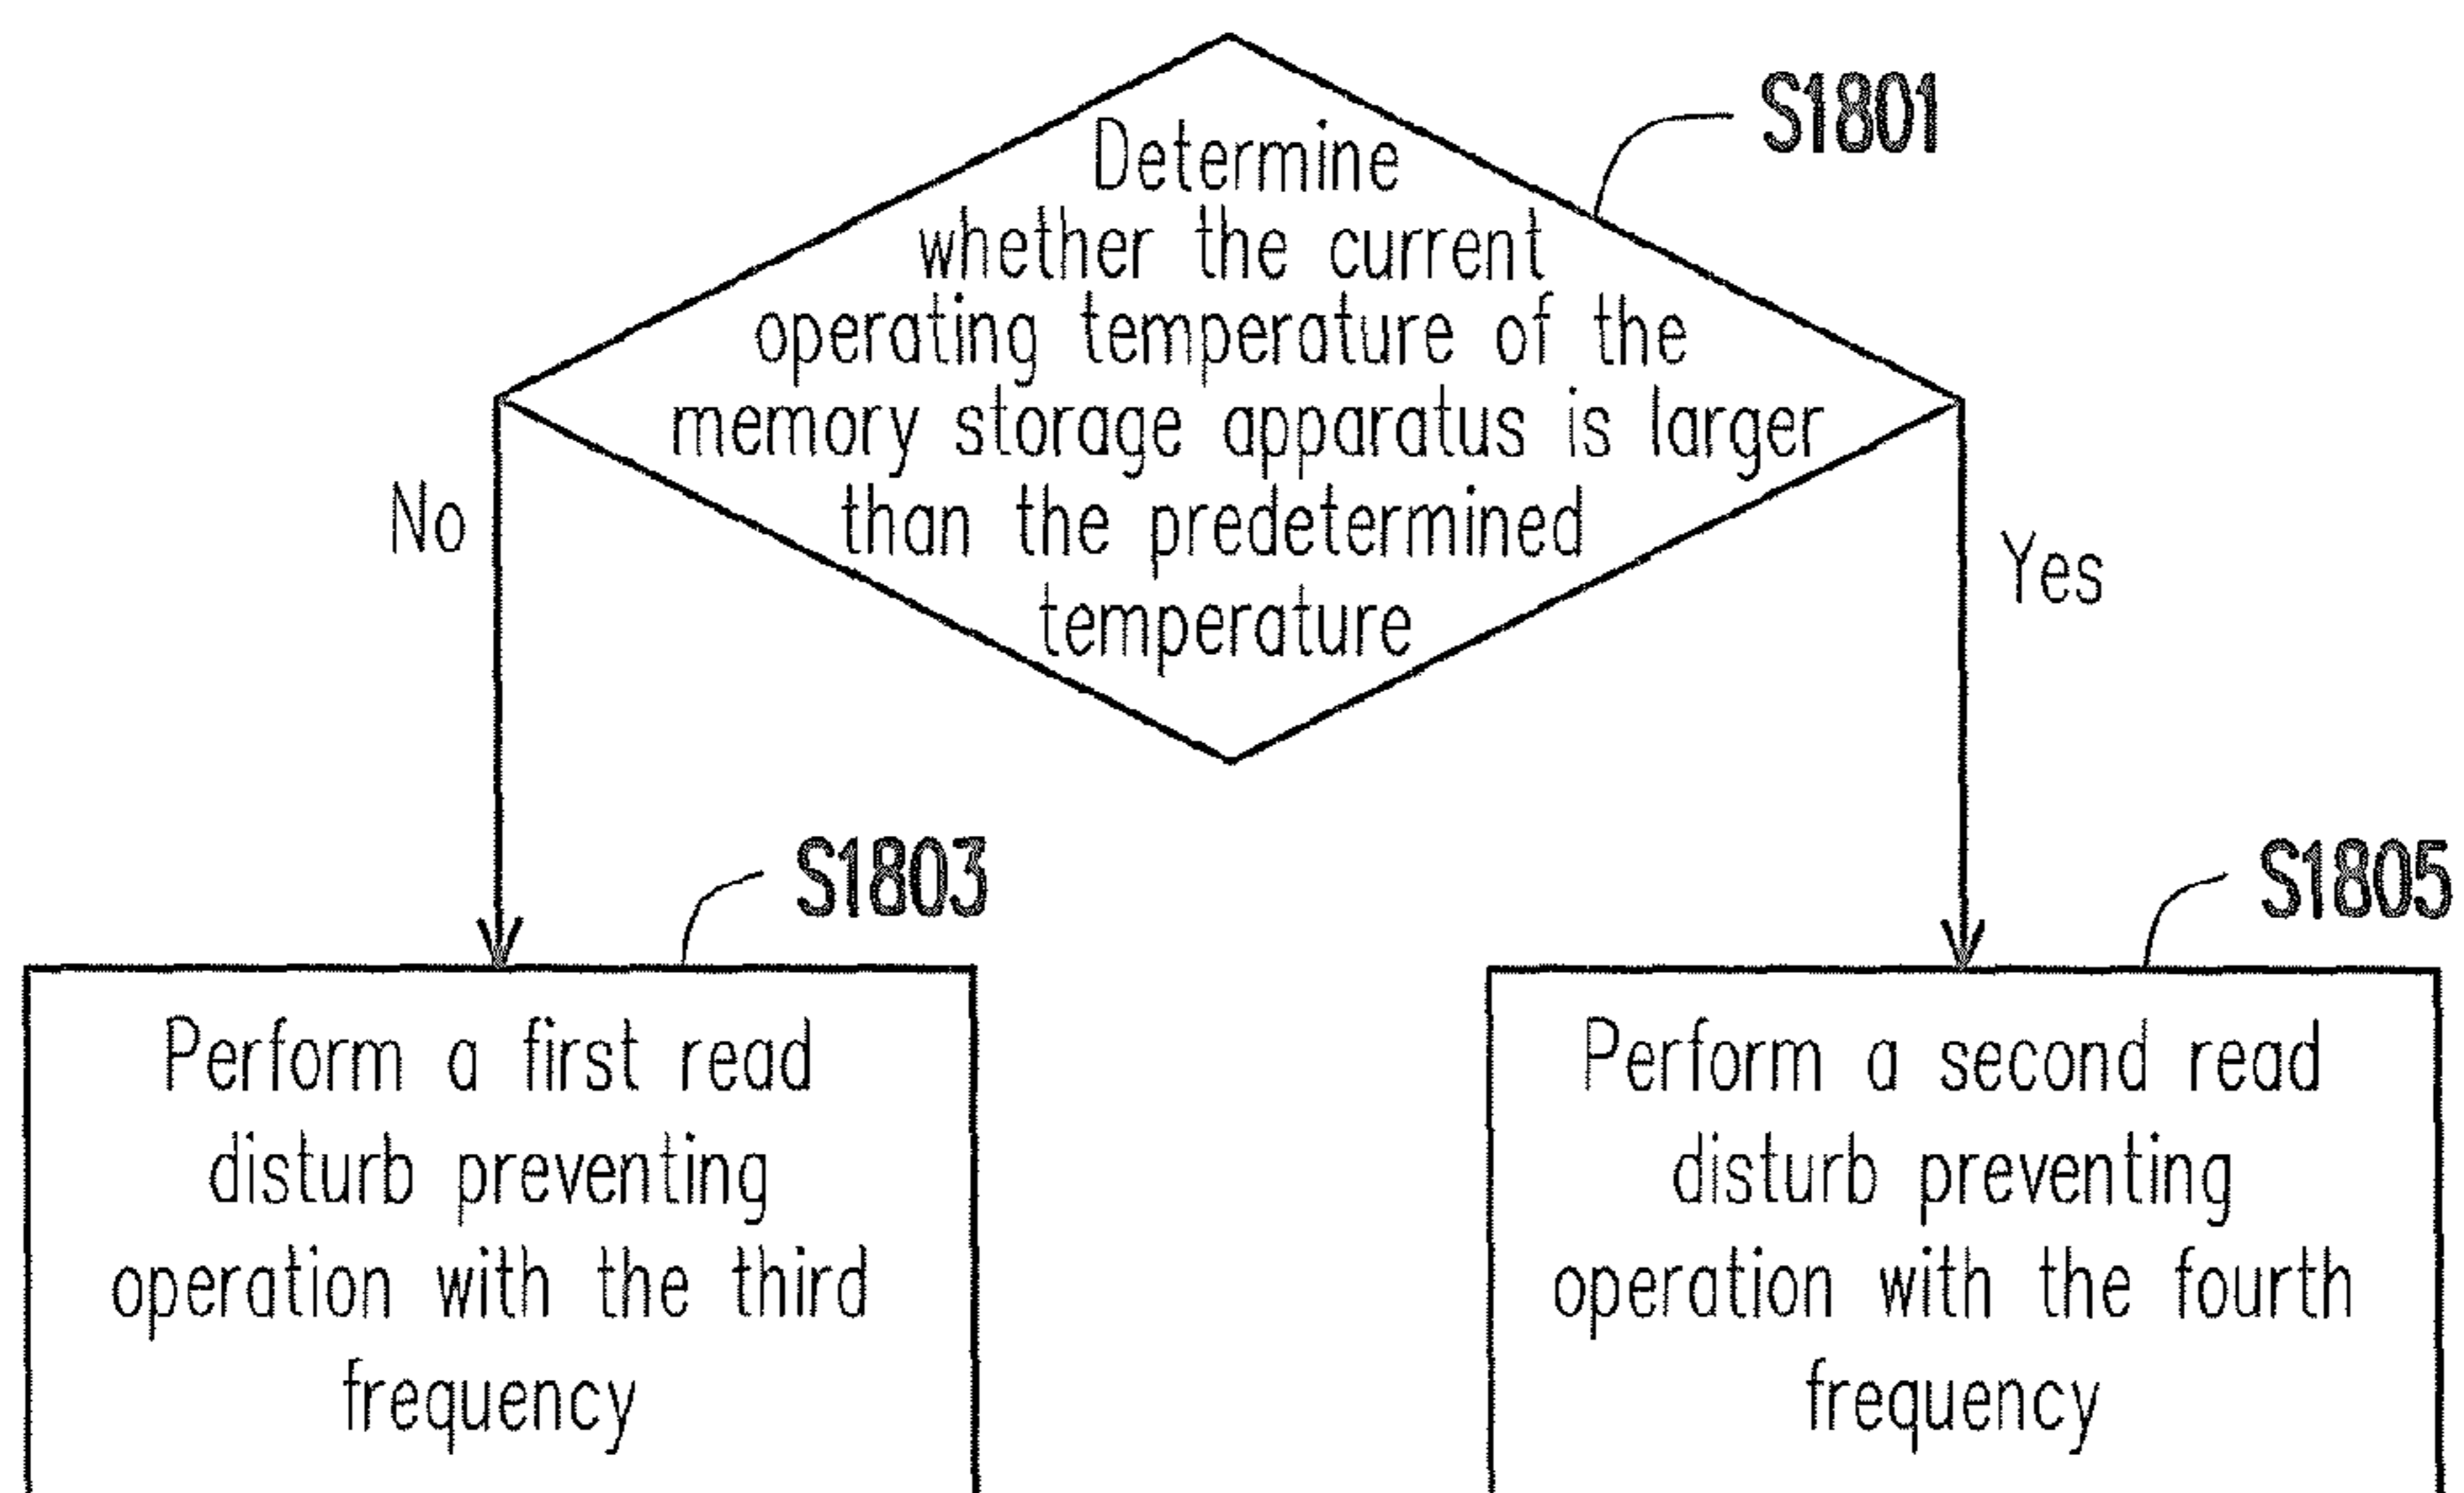 S1801
Determine
whether the current
operating temperature of the
memory storage apparatus is larger
than the predetermined
temperature
No
Yes
S1803
Perform a first read
disturb preventing
operation with the third
frequency
S1805
Perform a second read
disturb preventing
operation with the fourth
frequency